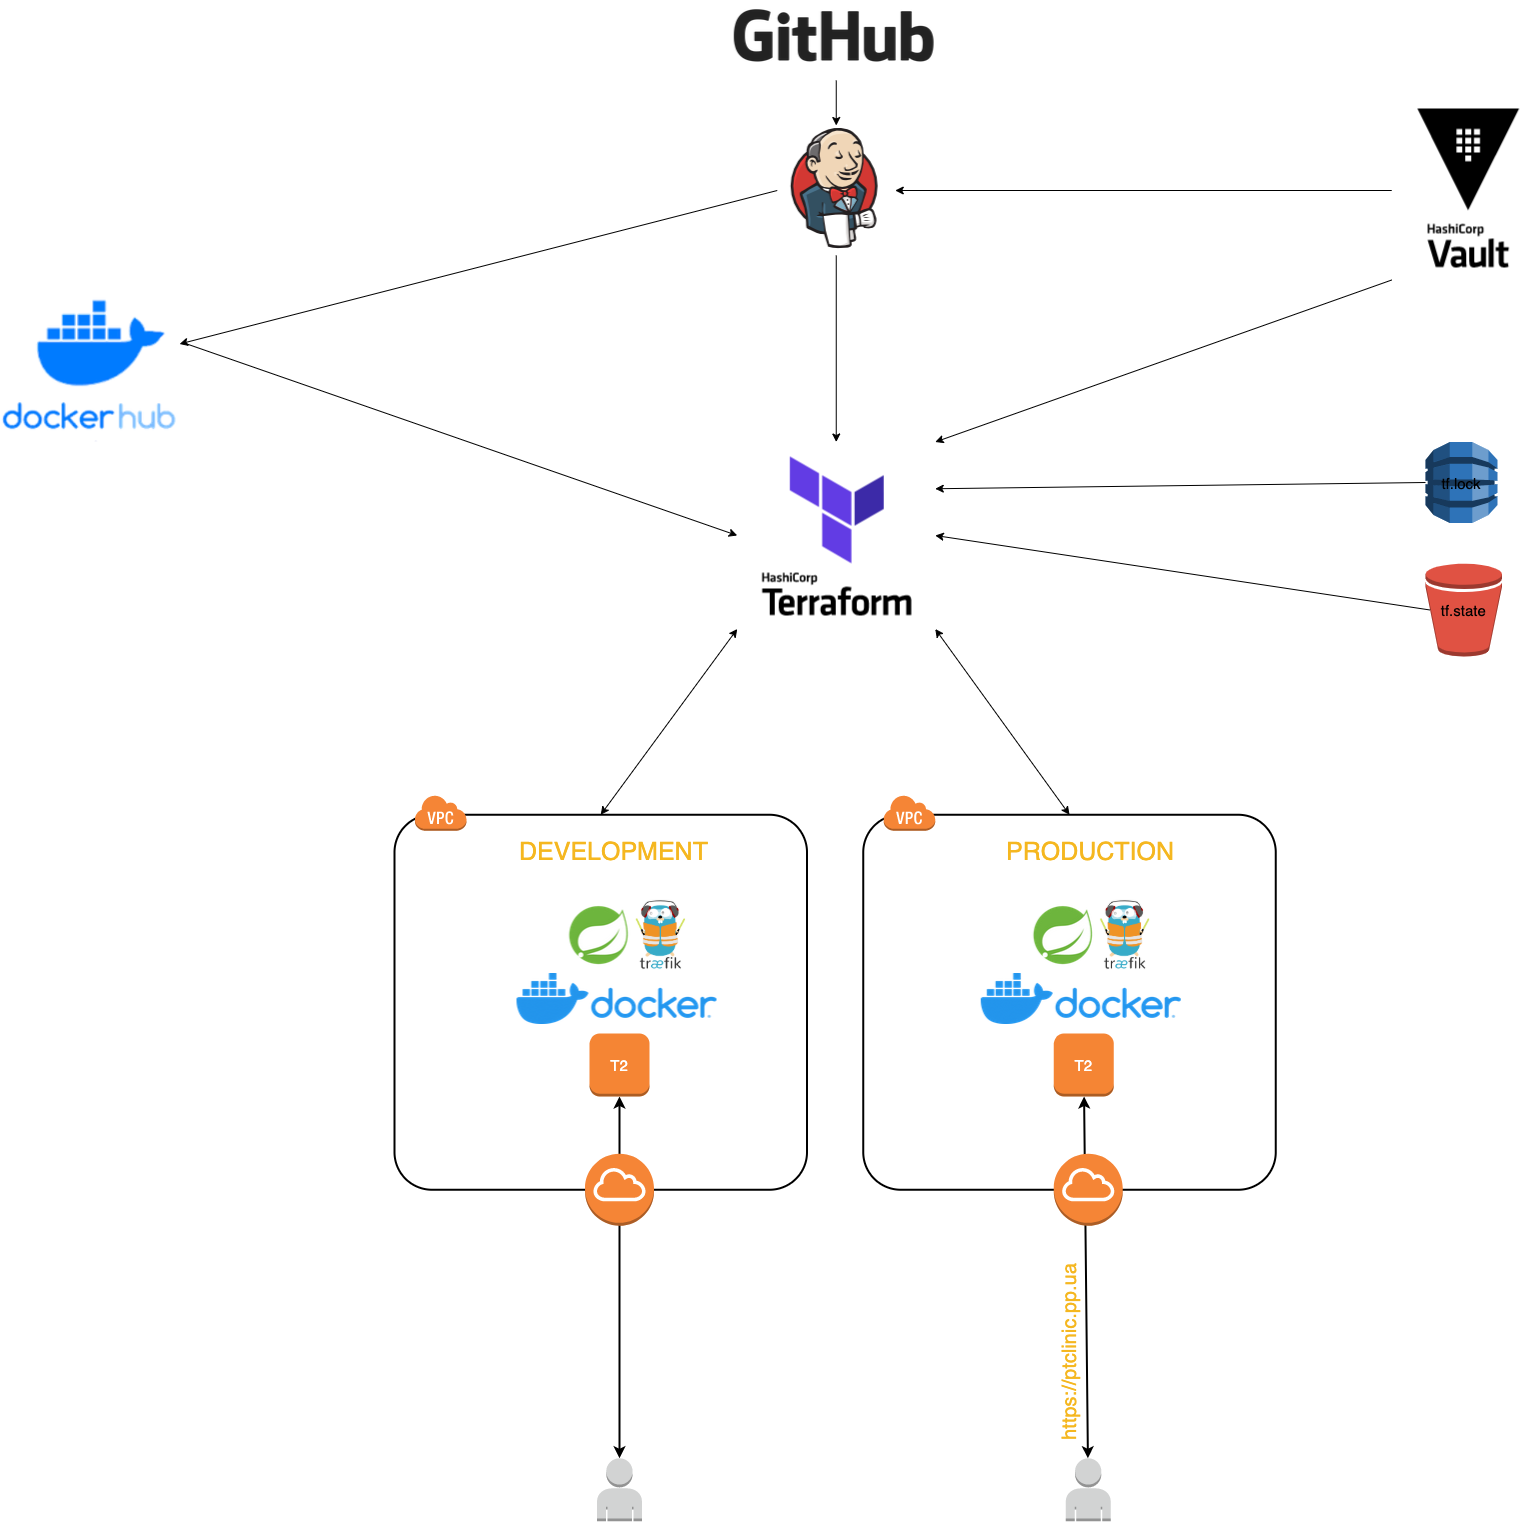 GitHub
HashiCorp
Vault
docker hub
tf.lock
HashiCorp
Terraform
tf.state
VPC
DEVELOPMENT
træfik
docker
T2
VPC
PRODUCTION
træfik
docker
T2
https://ptclinic.pp.ua